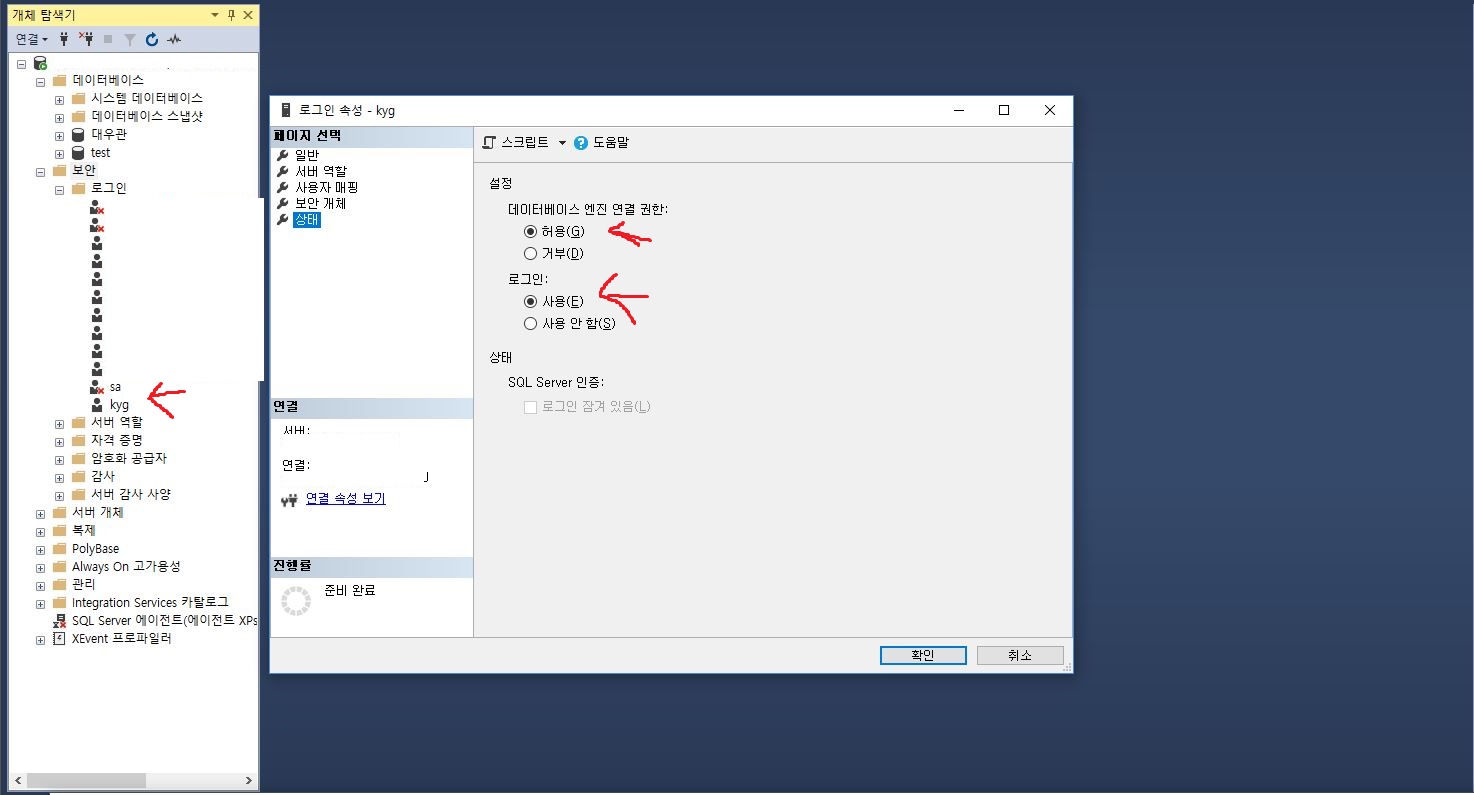 개체 탐색기
연결
데이터베이스
시스템 데이터베이스
데이터베이스 스냅샷
대우관
test
보안
로그인
sa
kyg
서버 역할
자격 증명
암호화 공급자
감사
서버 감사 사양
서버 개체
복제
PolyBase
Always On 고가용성
관리
Integration Services 카탈로그
SQL Server 에이전트(에이전트 XPs
XEvent 프로파일러
로그인 속성 - kyg
페이지 선택
일반
서버 역할
사용자 매핑
보안 개체
상태
연결
서버:
연결:
J
연결 속성 보기
진행률
준비 완료
스크립트
도움말
설정
데이터베이스 엔진 연결 권한:
허용(G)
거부(D)
로그인:
사용(E)
사용 안 함(S)
상태
SQL Server 인증:
로그인 잠겨 있음(L)
확인
취소